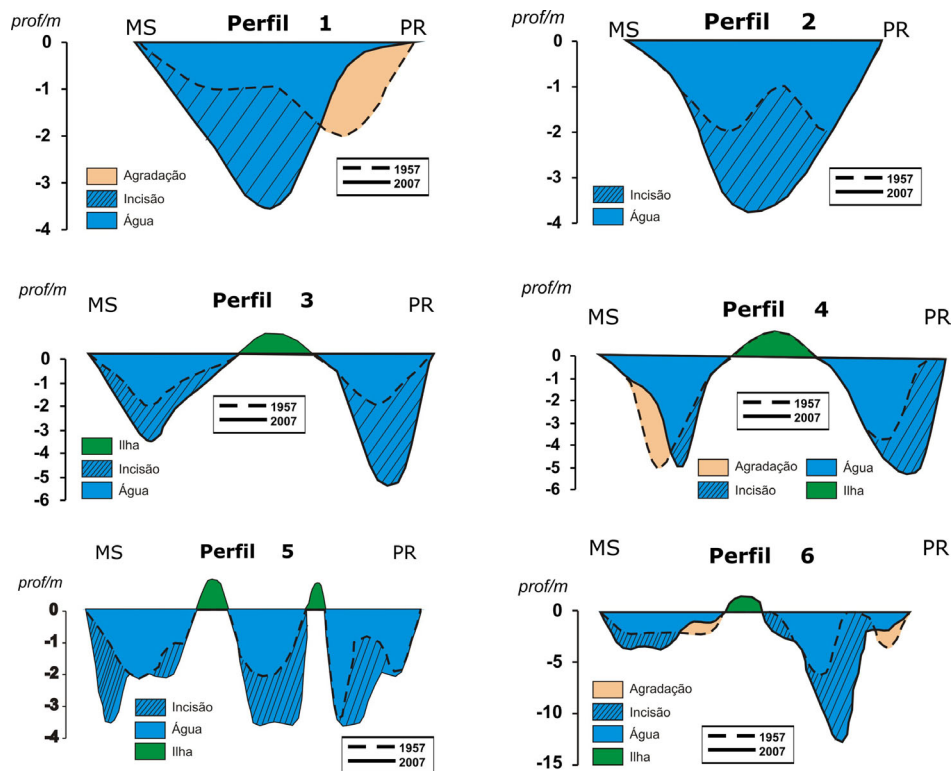 prof/m MS Perfil 1 PR
0
-1
-2
-3
-4
Agradação
Incisão
Água
1957
2007
prof/m MS Perfil 2 PR
0
-1
-2
-3
-4
Incisão
Água
1957
2007
prof/m MS Perfil 3 PR
0
-1
-2
-3
-4
-5
-6
Ilha
Incisão
Água
1957
2007
prof/m MS Perfil 4 PR
0
-1
-2
-3
-4
-5
-6
1957
2007
Agradação Água
Incisão Ilha
MS Perfil 5 PR
prof/m
0
-1
-2
-3
-4
Incisão
Água
Ilha
1957
2007
MS Perfil 6 PR
prof/m
0
-5
-10
-15
Agradação
Incisão
Água
Ilha
1957
2007